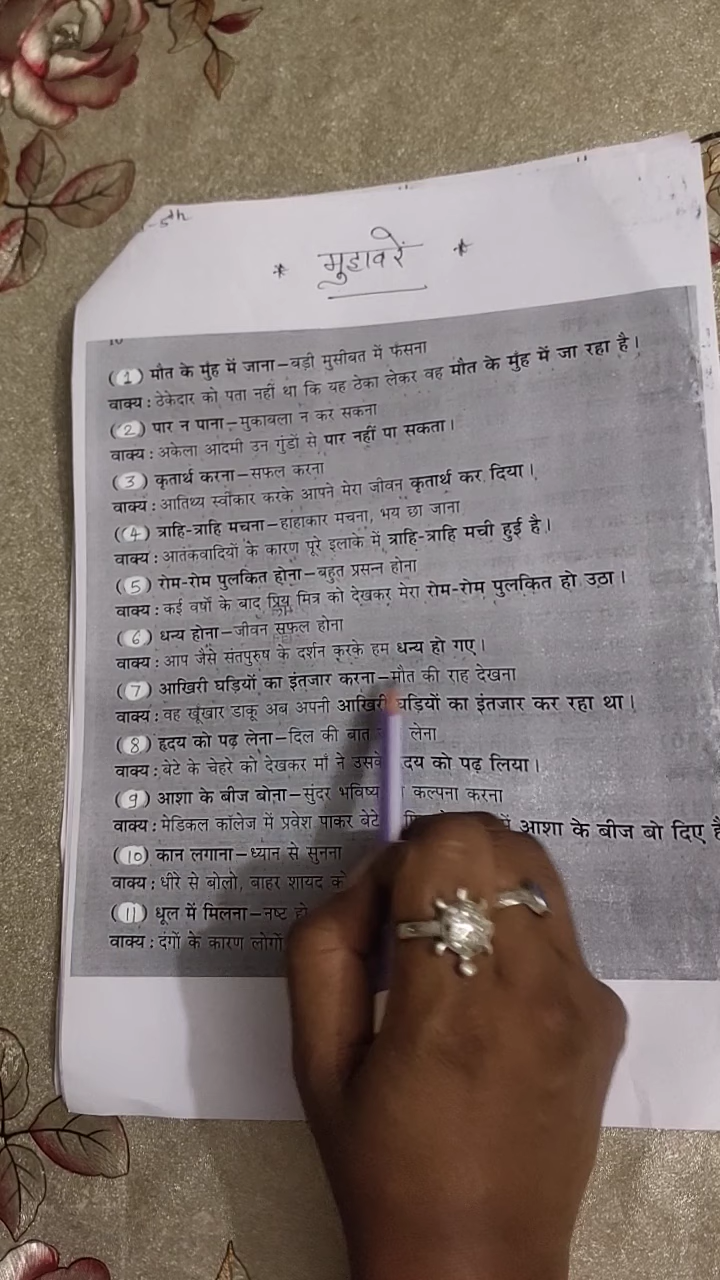 5th
* मुहावरें *
10
(1) मौत के मुंह में जाना–बड़ी मुसीबत में फंसना
वाक्य : ठेकेदार को पता नहीं था कि यह ठेका लेकर वह मौत के मुंह में जा रहा है।
(2) पार न पाना–मुकाबला न कर सकना
वाक्य : अकेला आदमी उन गुंडों से पार नहीं पा सकता।
(3) कृतार्थ करना–सफल करना
वाक्य : आतिथ्य स्वीकार करके आपने मेरा जीवन कृतार्थ कर दिया।
(4) त्राहि-त्राहि मचना–हाहाकार मचना, भय छा जाना
वाक्य : आतंकवादियों के कारण पूरे इलाके में त्राहि-त्राहि मची हुई है।
(5) रोम-रोम पुलकित होना–बहुत प्रसन्न होना
वाक्य : कई वर्षों के बाद प्रिय मित्र को देखकर मेरा रोम-रोम पुलकित हो उठा।
(6) धन्य होना–जीवन सफल होना
वाक्य : आप जैसे संतपुरुष के दर्शन करके हम धन्य हो गए।
(7) आखिरी घड़ियों का इंतजार करना–मौत की राह देखना
वाक्य : वह खूंखार डाकू अब अपनी आखिरी घड़ियों का इंतजार कर रहा था।
(8) हृदय को पढ़ लेना–दिल की बात लेना
वाक्य : बेटे के चेहरे को देखकर माँ ने को पढ़ लिया।
(9) आशा के बीज बोना–सुंदर भविष्य कल्पना करना
वाक्य : मेडिकल कॉलेज में प्रवेश पाकर बेटे आशा के बीज बो दिए
(10) कान लगाना–ध्यान से सुनना
वाक्य : धीरे से बोलो, बाहर शायद
(11) धूल में मिलना–नष्ट
वाक्य : दंगों के कारण लोगों